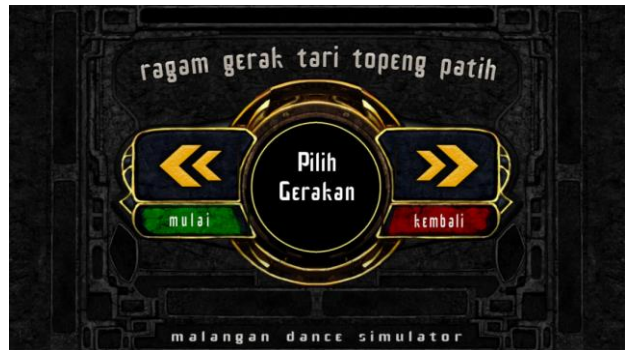 ragam gerak tari topeng patih
Pilih
Gerakan
mulai
kembali
malangan dance simulator